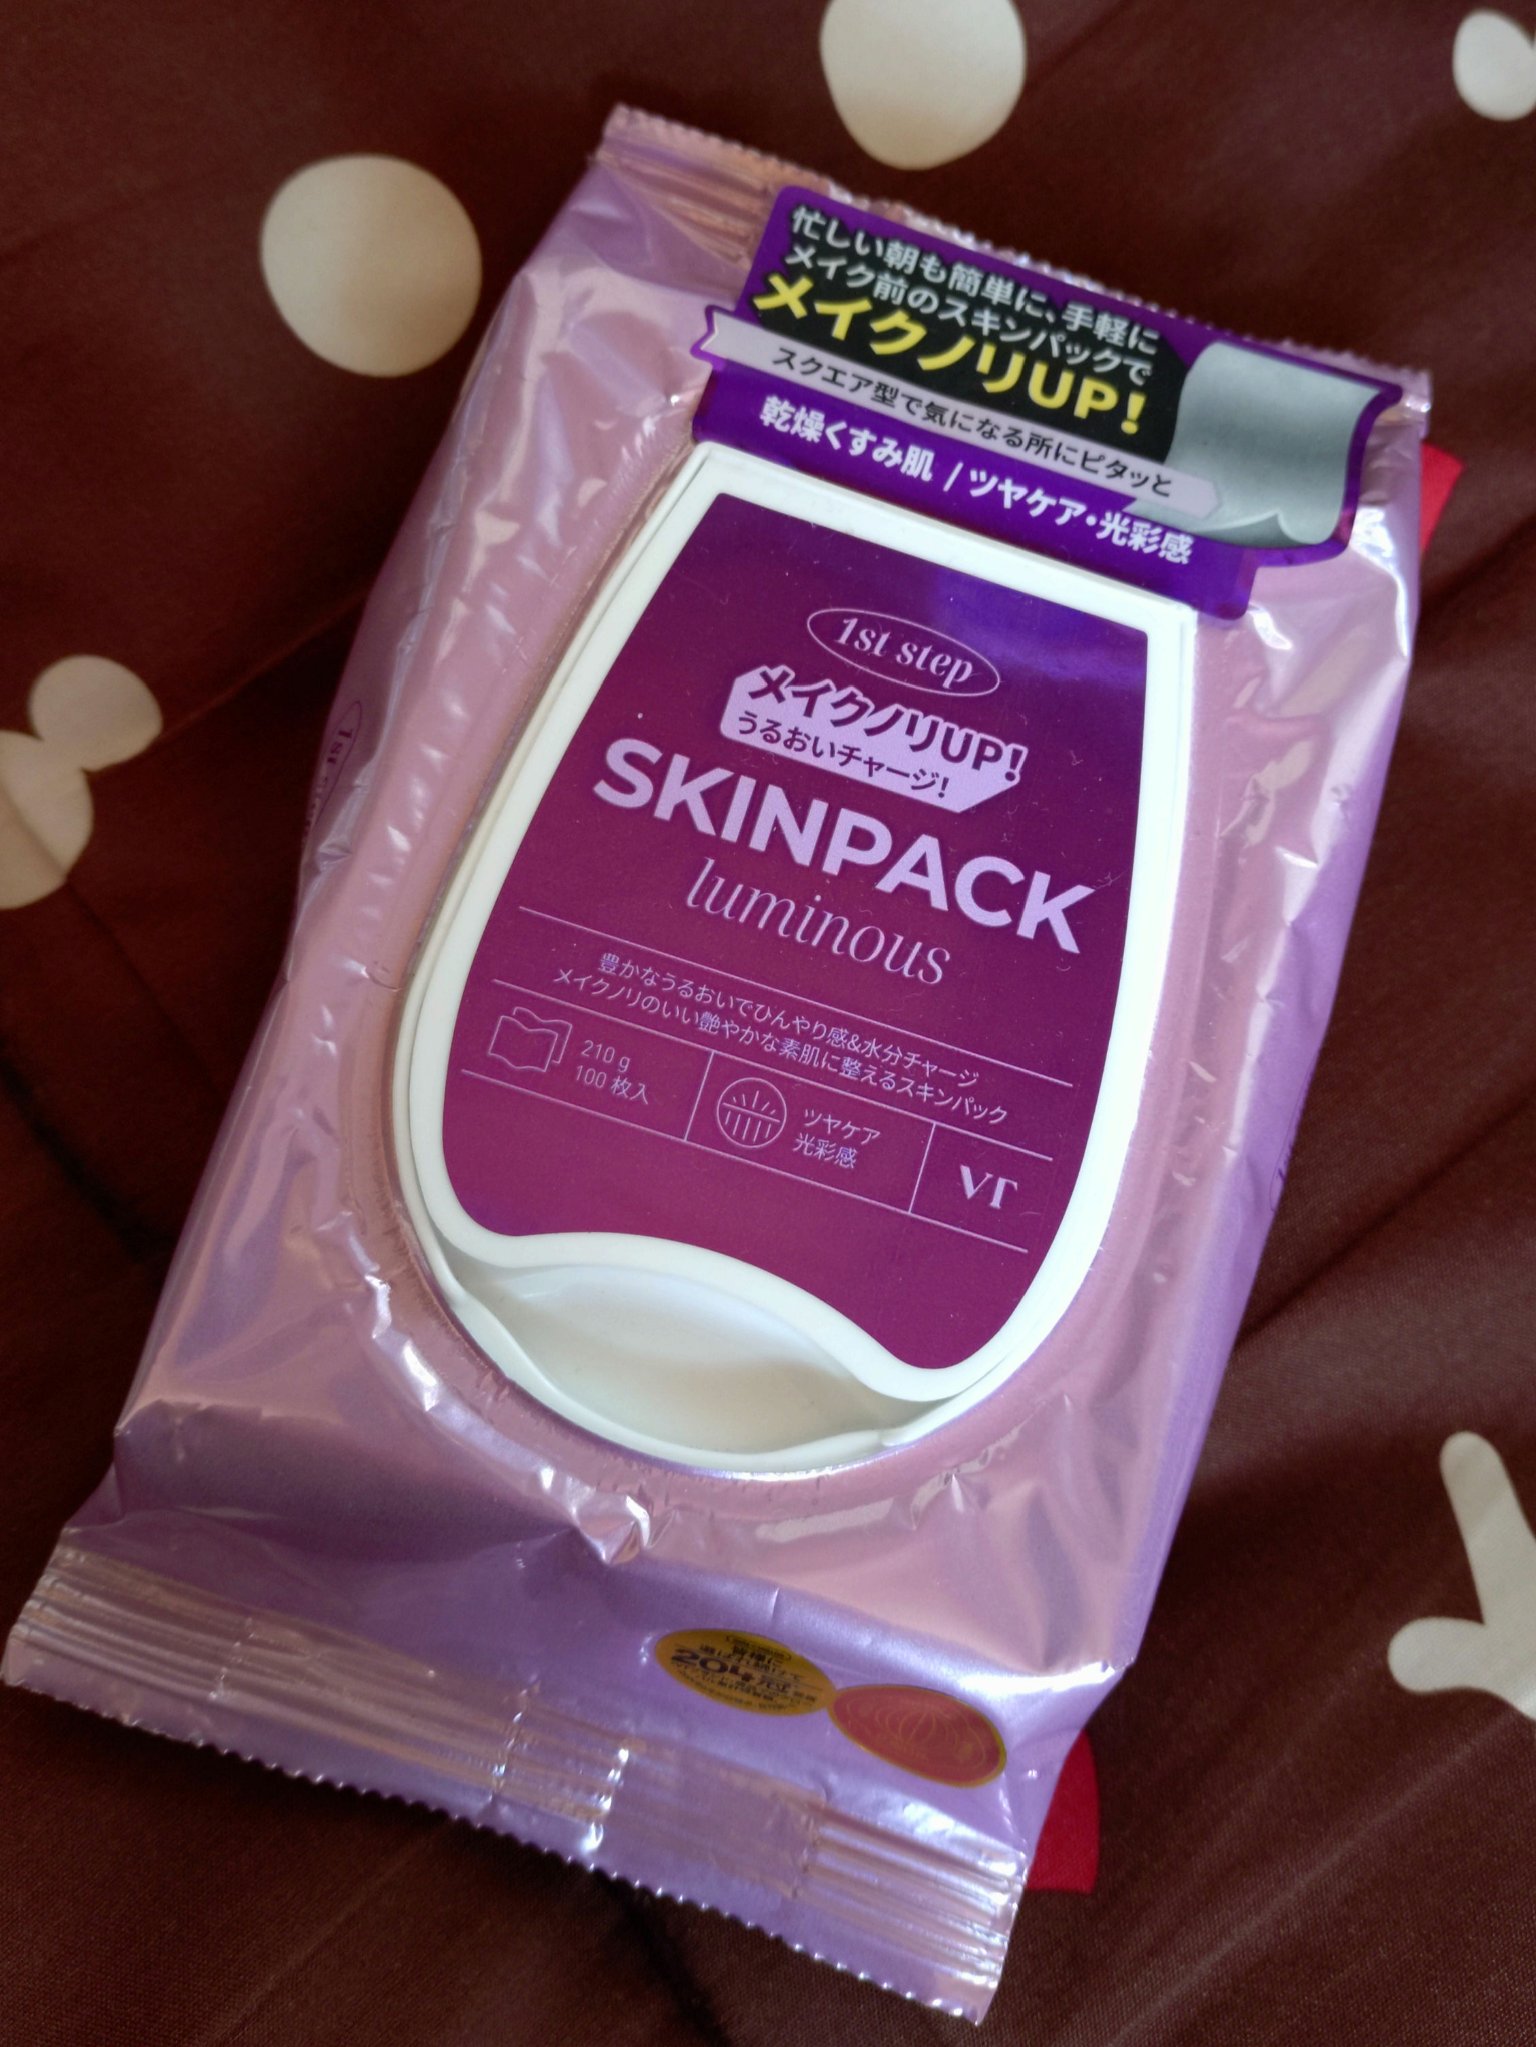 忙しい朝も簡単に、手軽に
メイク前のスキンパックで
メイクノリUP!
スクエア型で気になる所にピタッと
乾燥くすみ肌 / ツヤケア・光彩感
1st step
メイクノリUP!
うるおいチャージ!
SKINPACK
luminous
豊かなうるおいでひんやり感&水分チャージ
メイクノリのいい艶やかな素肌に整えるスキンパック
210 g
100 枚入
ツヤケア
光彩感
VT
1st
204